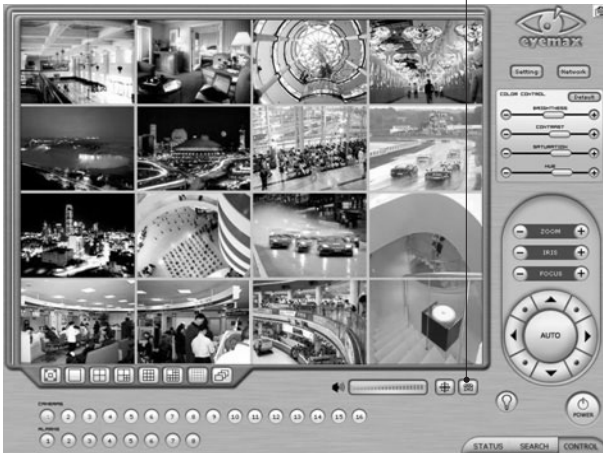 eyemax
Setting Network
COLOR CONTROL Default
BRIGHTNESS
CONTRAST
SATURATION
HUE
ZOOM
IRIS
FOCUS
AUTO
CAMERAS
1 2 3 4 5 6 7 8 9 10 11 12 13 14 15 16
ALARMS
1 2 3 4 5 6 7 8
POWER
STATUS SEARCH CONTROL